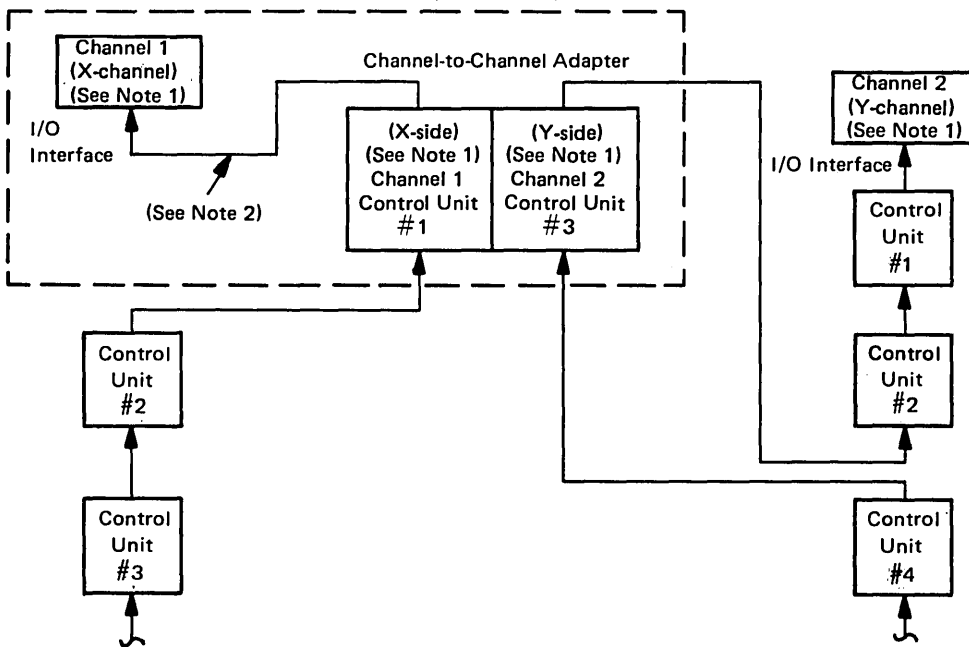 Channel 1
(X-channel)
(See Note 1)
I/O
Interface
(See Note 2)
Channel-to-Channel Adapter
(X-side)
(See Note 1)
Channel 1
Control Unit
#1
(Y-side)
(See Note 1)
Channel 2
Control Unit
#3
Channel 2
(Y-channel)
(See Note 1)
I/O Interface
Control
Unit
#1
Control
Unit
#2
Control
Unit
#2
Control
Unit
#3
Control
Unit
#4